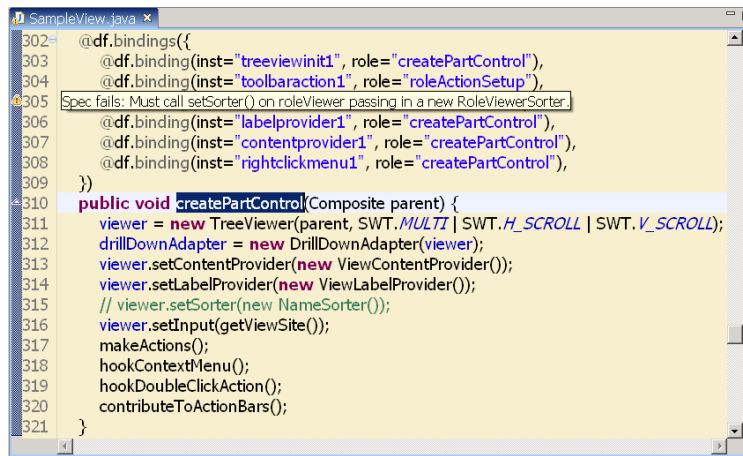 SampleView.java
302 @df.bindings({
303 @df.binding(inst="treeviewinit1", role="createPartControl"),
304 @df.binding(inst="toolbaraction1", role="roleActionSetup"),
305 Spec fails: Must call setSorter() on roleViewer passing in a new RoleViewerSorter.
306 @df.binding(inst="labelprovider1", role="createPartControl"),
307 @df.binding(inst="contentprovider1", role="createPartControl"),
308 @df.binding(inst="rightclickmenu1", role="createPartControl"),
309 })
310 public void createPartControl(Composite parent) {
311 viewer = new TreeViewer(parent, SWT.MULTI | SWT.H_SCROLL | SWT.V_SCROLL);
312 drillDownAdapter = new DrillDownAdapter(viewer);
313 viewer.setContentProvider(new ViewContentProvider());
314 viewer.setLabelProvider(new ViewLabelProvider());
315 // viewer.setSorter(new NameSorter());
316 viewer.setInput(getViewSite());
317 makeActions();
318 hookContextMenu();
319 hookDoubleClickAction();
320 contributeToActionBars();
321 }